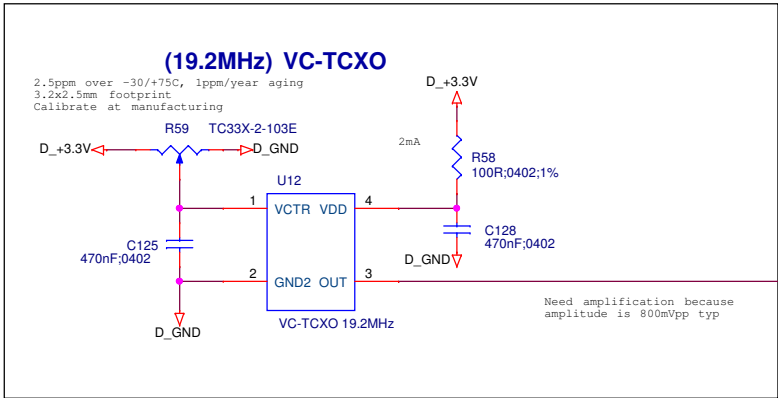 (19.2MHz) VC-TCXO
2.5ppm over -30/+75C, 1ppm/year aging
3.2x2.5mm footprint
Calibrate at manufacturing
R59 TC33X-2-103E
D_+3.3V
D_GND
D_+3.3V
2mA
R58
100R;0402;1%
U12
1 VCTR VDD 4
C125
470nF;0402
C128
470nF;0402
D_GND
2 GND2 OUT 3
D_GND
VC-TCXO 19.2MHz
Need amplification because
amplitude is 800mVpp typ